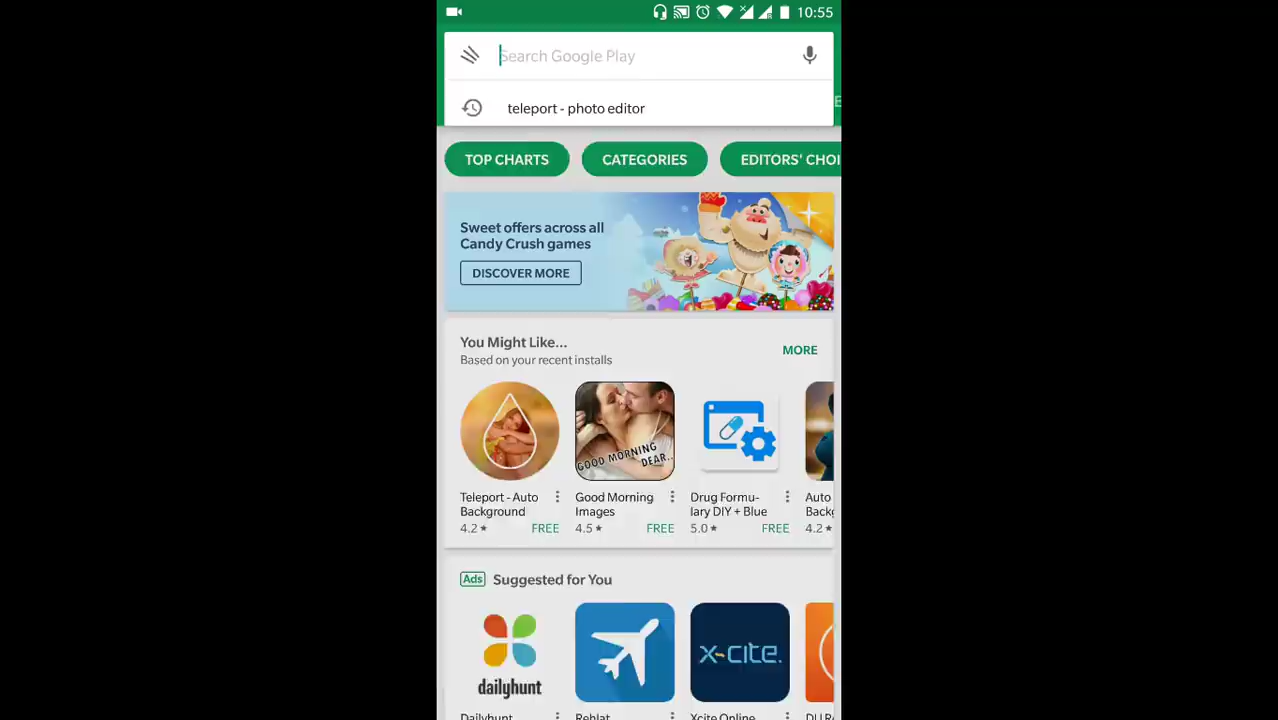 10:55
Search Google Play
teleport - photo editor
TOP CHARTS
CATEGORIES
EDITORS' CHOI
Sweet offers across all
Candy Crush games
DISCOVER MORE
You Might Like...
Based on your recent installs
MORE
GOOD MORNING
DEAR..
Teleport - Auto
Background
4.2
FREE
Good Morning
Images
4.5
FREE
Drug Formu-
lary DIY + Blue
5.0
FREE
Auto
Backg
4.2
Ads
Suggested for You
dailyhunt
x-cite.
Dailyhunt
Rehlat
Xcite Online
DU R